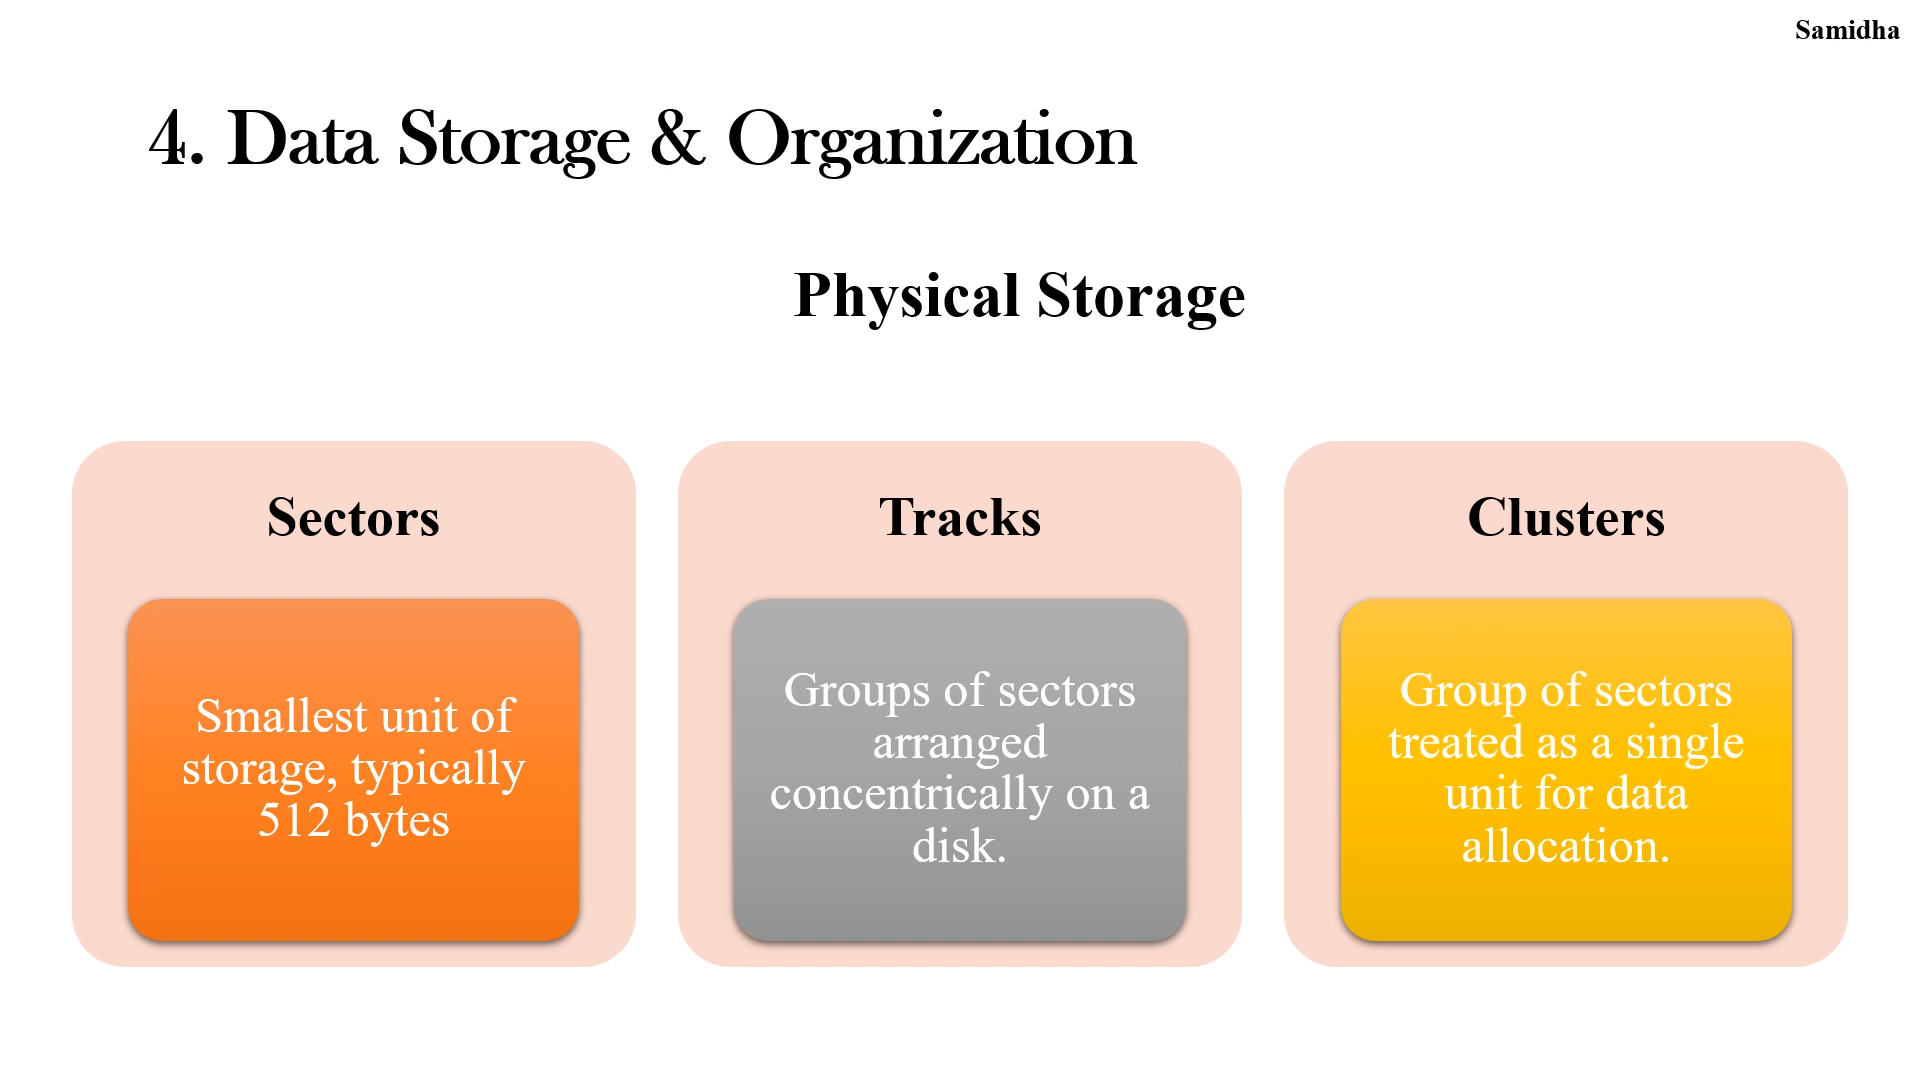 Samidha
4. Data Storage & Organization
Physical Storage
Sectors
Smallest unit of
storage, typically
512 bytes
Tracks
Groups of sectors
arranged
concentrically on a
disk.
Clusters
Group of sectors
treated as a single
unit for data
allocation.